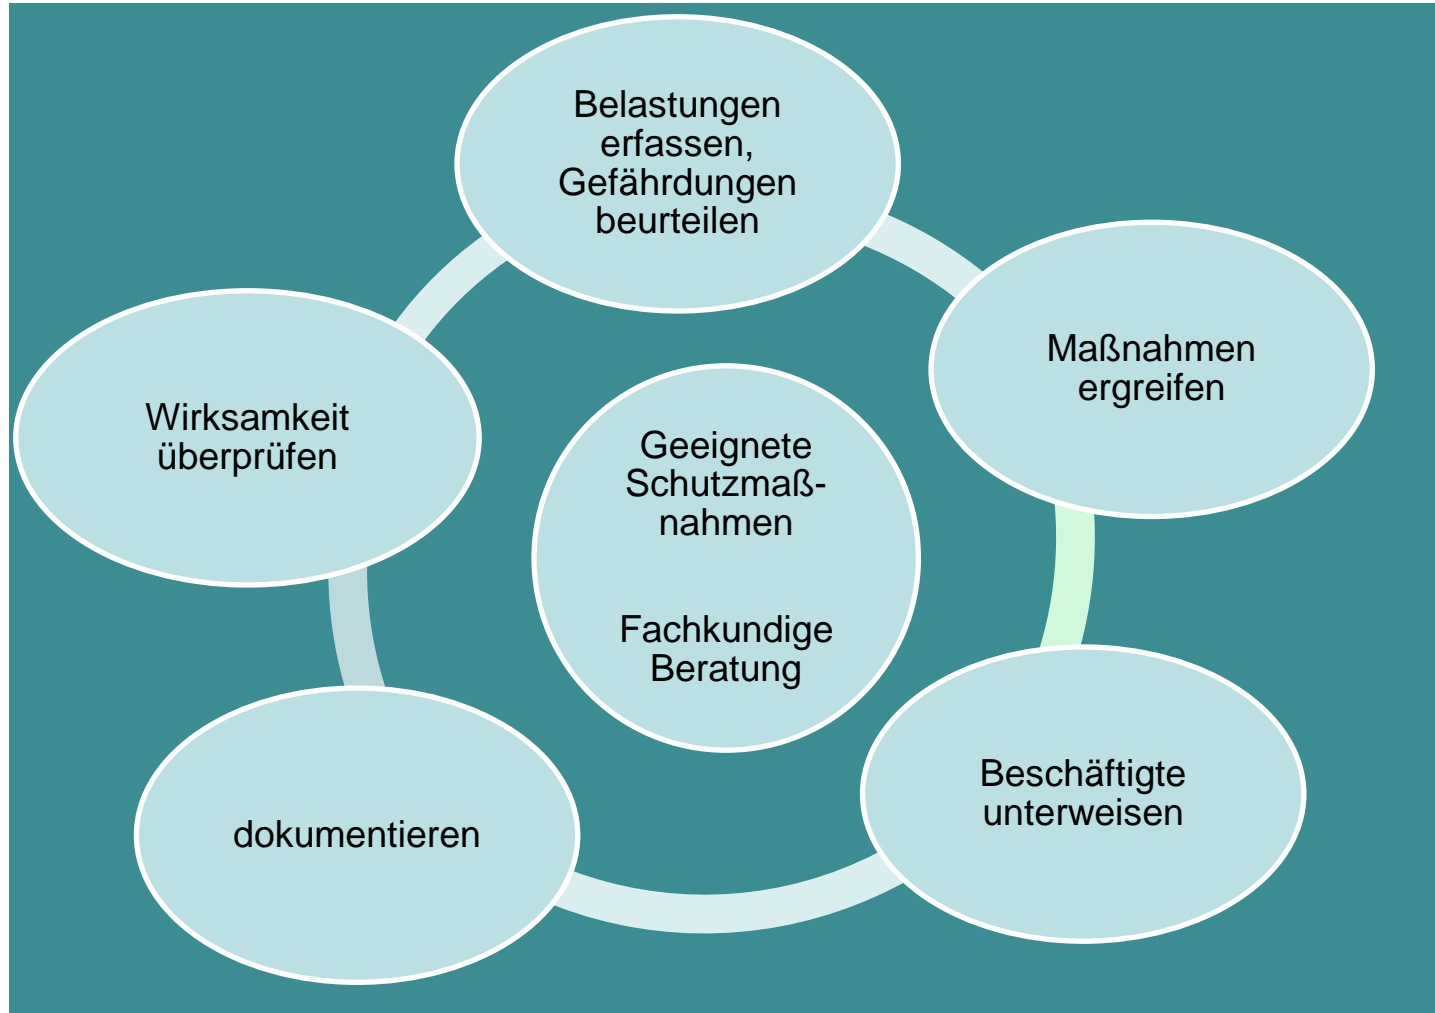 Belastungen
erfassen,
Gefährdungen
beurteilen
Maßnahmen
ergreifen
Beschäftigte
unterweisen
dokumentieren
Wirksamkeit
überprüfen
Geeignete
Schutzmaß-
nahmen
Fachkundige
Beratung